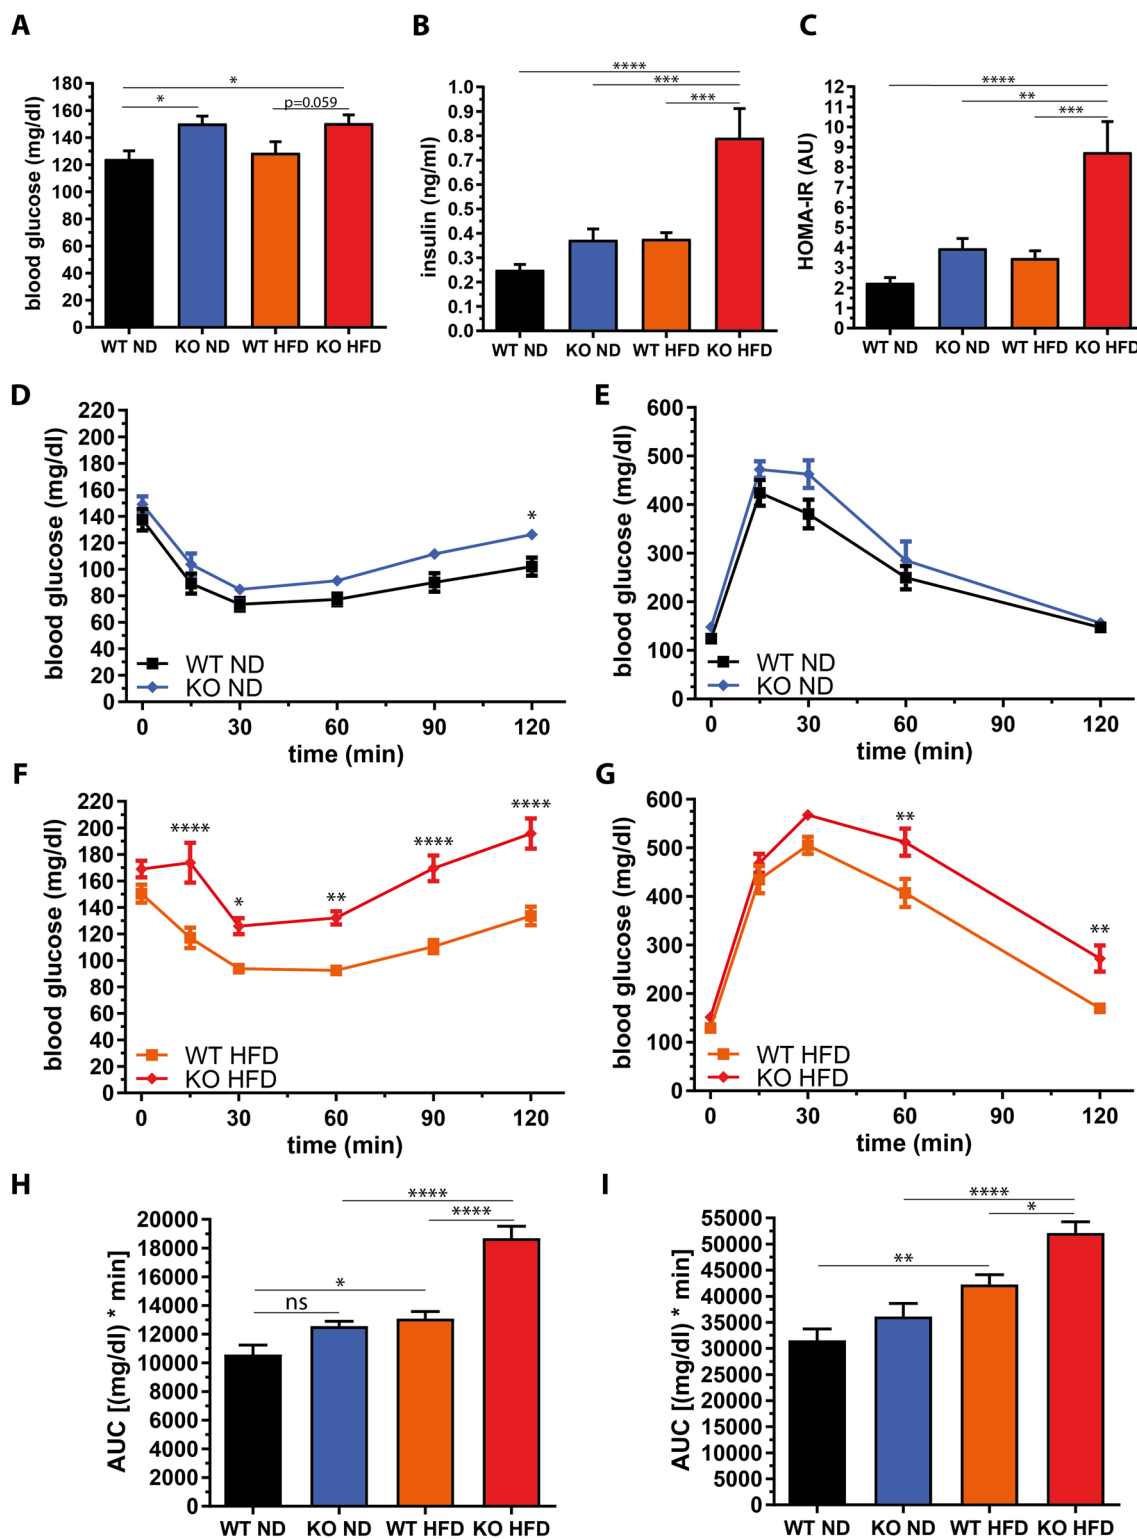 A
B
C
blood glucose (mg/dl)
180
160
140
120
100
80
60
40
20
0
*
*
p=0.059
WT ND KO ND WT HFD KO HFD
insulin (ng/ml)
1.0
0.9
0.8
0.7
0.6
0.5
0.4
0.3
0.2
0.1
0.0
****
***
***
WT ND KO ND WT HFD KO HFD
HOMA-IR (AU)
12
11
10
9
8
7
6
5
4
3
2
1
0
****
**
***
WT ND KO ND WT HFD KO HFD
D
blood glucose (mg/dl)
220
200
180
160
140
120
100
80
60
40
20
0
*
WT ND
KO ND
0 30 60 90 120
time (min)
E
blood glucose (mg/dl)
600
500
400
300
200
100
0
WT ND
KO ND
0 30 60 90 120
time (min)
F
blood glucose (mg/dl)
220
200
180
160
140
120
100
80
60
40
20
0
**** * ** **** ****
WT HFD
KO HFD
0 30 60 90 120
time (min)
G
blood glucose (mg/dl)
600
500
400
300
200
100
0
** **
WT HFD
KO HFD
0 30 60 90 120
time (min)
H
AUC [(mg/dl) * min]
20000
18000
16000
14000
12000
10000
8000
6000
4000
2000
0
****
****
*
ns
WT ND KO ND WT HFD KO HFD
I
AUC [(mg/dl) * min]
55000
50000
45000
40000
35000
30000
25000
20000
15000
10000
5000
0
****
*
**
WT ND KO ND WT HFD KO HFD